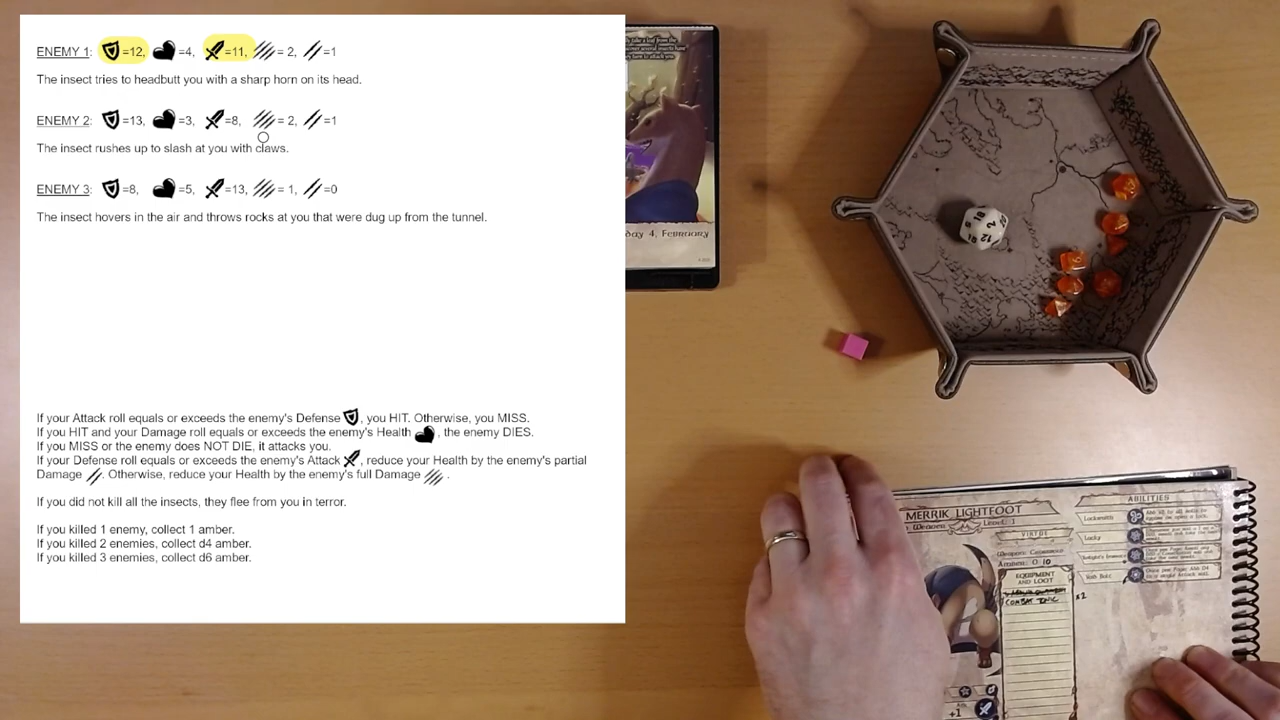 ENEMY 1: =12, =4, =11, = 2, =1
The insect tries to headbutt you with a sharp horn on its head.
ENEMY 2: =13, =3, =8, = 2, =1
The insect rushes up to slash at you with claws.
ENEMY 3: =8, =5, =13, = 1, =0
The insect hovers in the air and throws rocks at you that were dug up from the tunnel.
If your Attack roll equals or exceeds the enemy's Defense , you HIT. Otherwise, you MISS.
If you HIT and your Damage roll equals or exceeds the enemy's Health , the enemy DIES.
If you MISS or the enemy does NOT DIE, it attacks you.
If your Defense roll equals or exceeds the enemy's Attack , reduce your Health by the enemy's partial
Damage . Otherwise, reduce your Health by the enemy's full Damage .
If you did not kill all the insects, they flee from you in terror.
If you killed 1 enemy, collect 1 amber.
If you killed 2 enemies, collect d4 amber.
If you killed 3 enemies, collect d6 amber.
day 4, February
MERRIK LIGHTFOOT
Level: 1
VIRTUE
Weapon:
EQUIPMENT
AND LOOT
COMBAT TONIC x2
+1
ABILITIES
Locksmith
Lucky